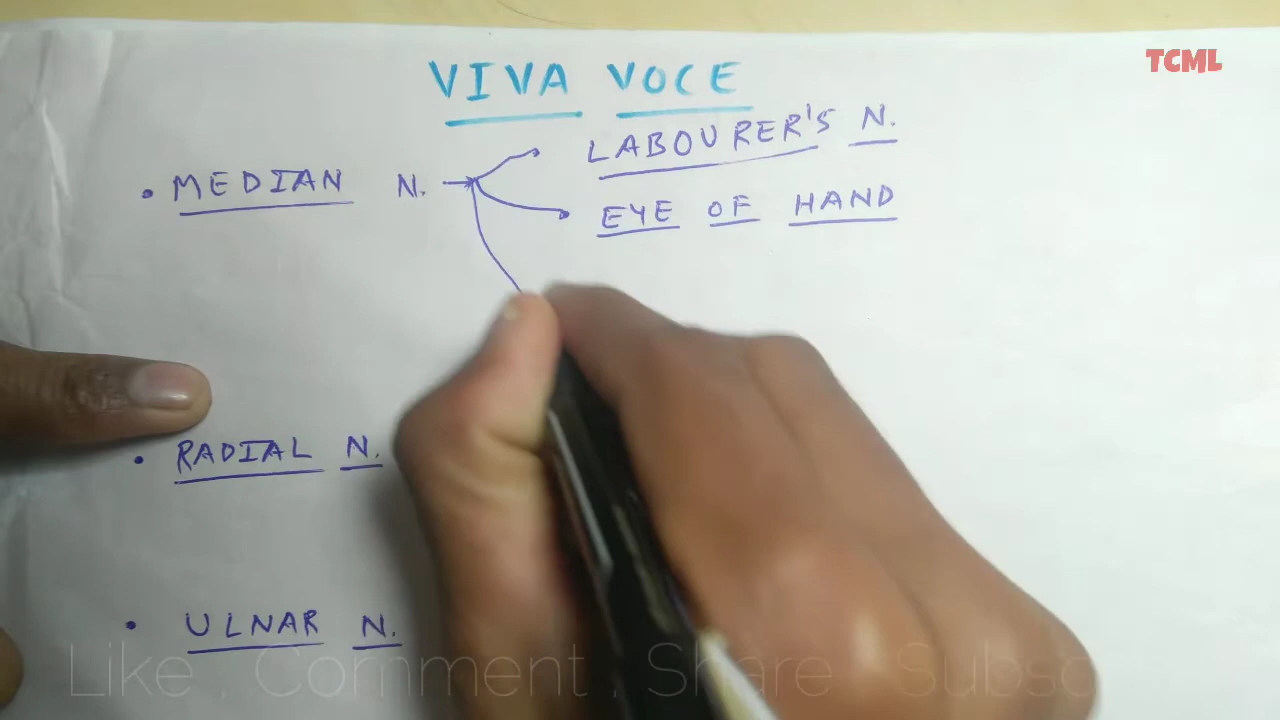 TCML
VIVA VOCE
LABOURER'S N.
• MEDIAN N.
EYE OF HAND
• RADIAL N.
• ULNAR N.
Like . Comment . Share . Subsc